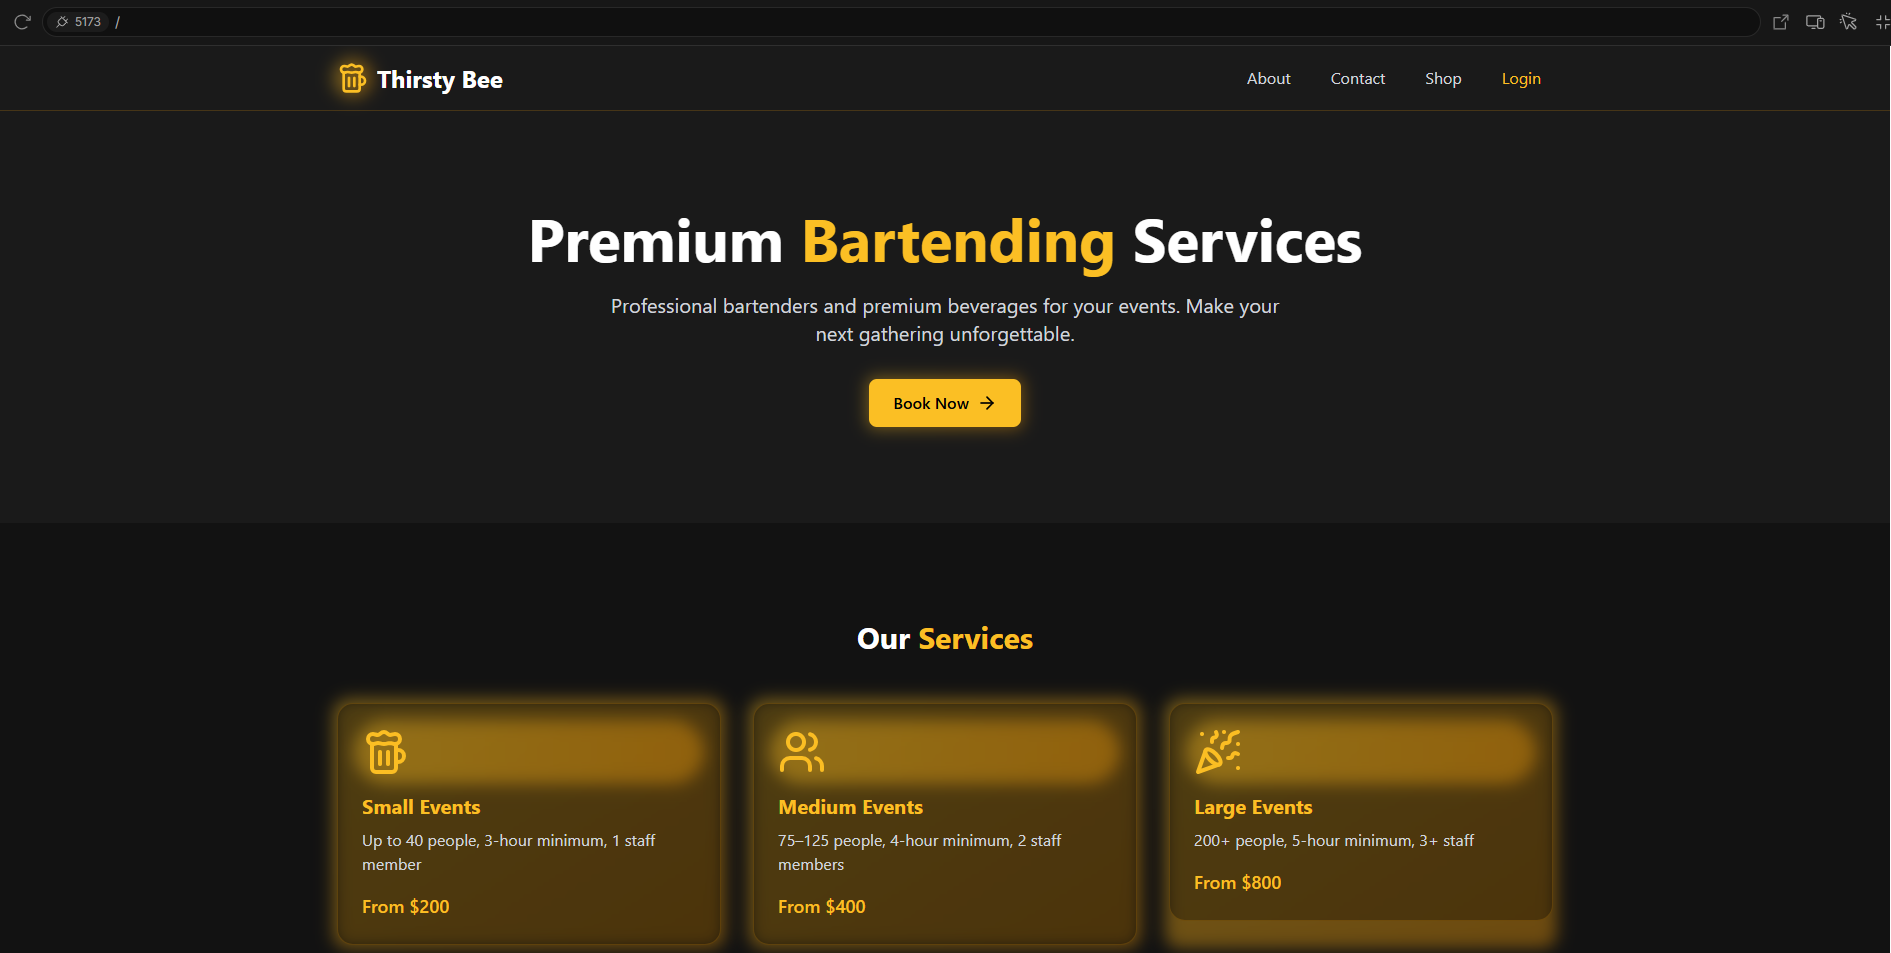 5173 /
Thirsty Bee
About Contact Shop Login
Premium Bartending Services
Professional bartenders and premium beverages for your events. Make your
next gathering unforgettable.
Book Now
Our Services
Small Events
Up to 40 people, 3-hour minimum, 1 staff
member
From $200
Medium Events
75–125 people, 4-hour minimum, 2 staff
members
From $400
Large Events
200+ people, 5-hour minimum, 3+ staff
From $800